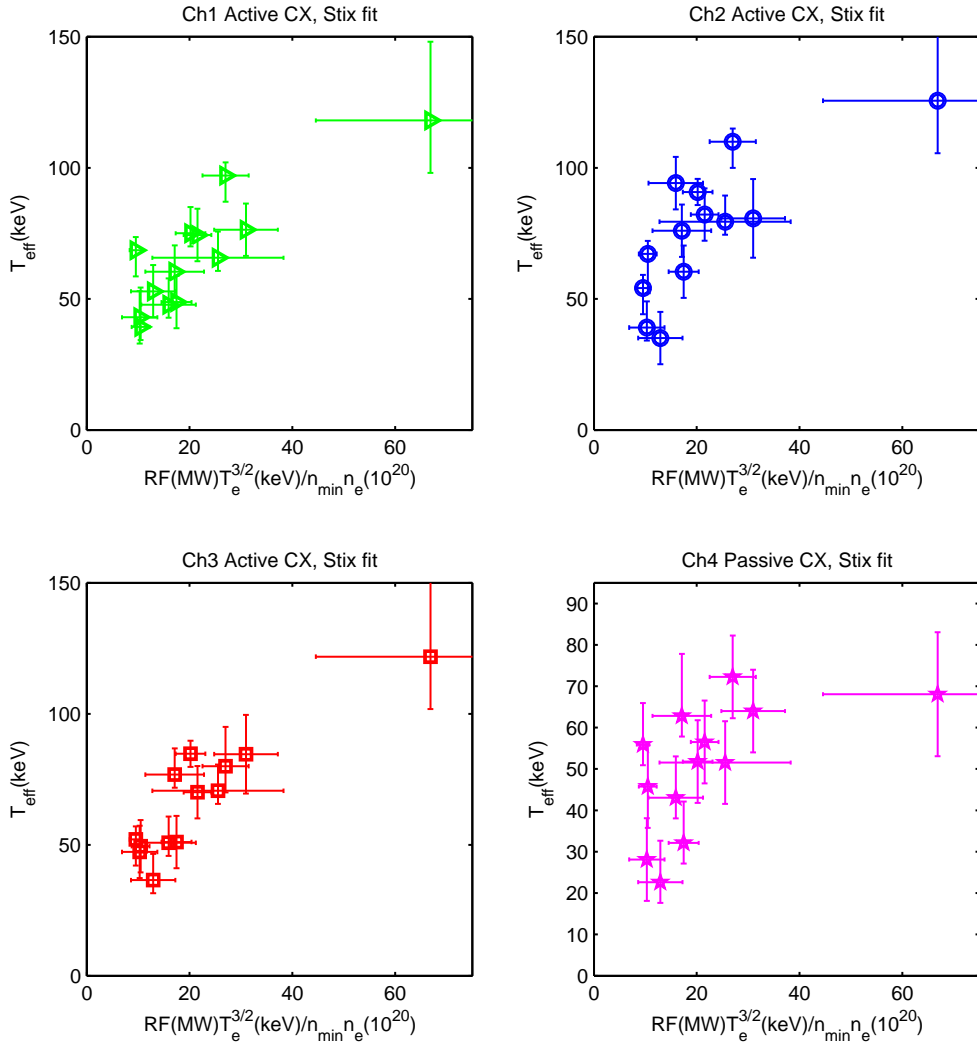 Ch1 Active CX, Stix fit
150
100
50
0
T_eff(keV)
0 20 40 60
RF(MW)T_e^{3/2}(keV)/n_min n_e(10^{20})
Ch2 Active CX, Stix fit
150
100
50
0
T_eff(keV)
0 20 40 60
RF(MW)T_e^{3/2}(keV)/n_min n_e(10^{20})
Ch3 Active CX, Stix fit
150
100
50
0
T_eff(keV)
0 20 40 60
RF(MW)T_e^{3/2}(keV)/n_min n_e(10^{20})
Ch4 Passive CX, Stix fit
90
80
70
60
50
40
30
20
10
0
T_eff(keV)
0 20 40 60
RF(MW)T_e^{3/2}(keV)/n_min n_e(10^{20})